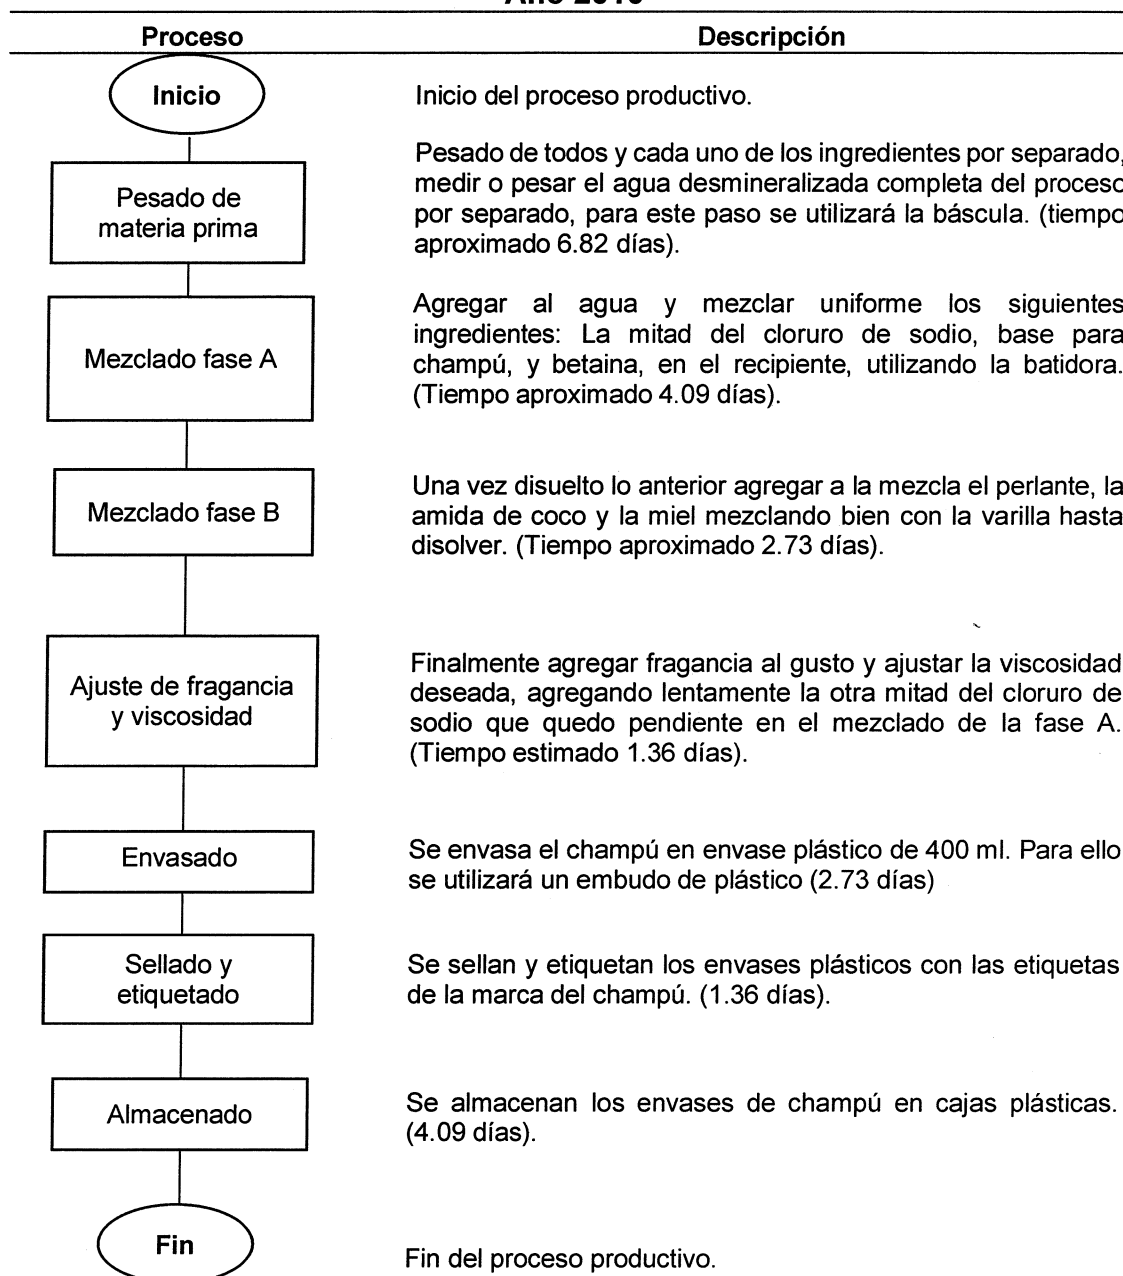 Proceso Descripción
Inicio
Inicio del proceso productivo.
Pesado de
materia prima
Pesado de todos y cada uno de los ingredientes por separado,
medir o pesar el agua desmineralizada completa del proceso
por separado, para este paso se utilizará la báscula. (tiempo
aproximado 6.82 días).
Mezclado fase A
Agregar al agua y mezclar uniforme los siguientes
ingredientes: La mitad del cloruro de sodio, base para
champú, y betaina, en el recipiente, utilizando la batidora.
(Tiempo aproximado 4.09 días).
Mezclado fase B
Una vez disuelto lo anterior agregar a la mezcla el perlante, la
amida de coco y la miel mezclando bien con la varilla hasta
disolver. (Tiempo aproximado 2.73 días).
Ajuste de fragancia
y viscosidad
Finalmente agregar fragancia al gusto y ajustar la viscosidad
deseada, agregando lentamente la otra mitad del cloruro de
sodio que quedo pendiente en el mezclado de la fase A.
(Tiempo estimado 1.36 días).
Envasado
Se envasa el champú en envase plástico de 400 ml. Para ello
se utilizará un embudo de plástico (2.73 días)
Sellado y
etiquetado
Se sellan y etiquetan los envases plásticos con las etiquetas
de la marca del champú. (1.36 días).
Almacenado
Se almacenan los envases de champú en cajas plásticas.
(4.09 días).
Fin
Fin del proceso productivo.